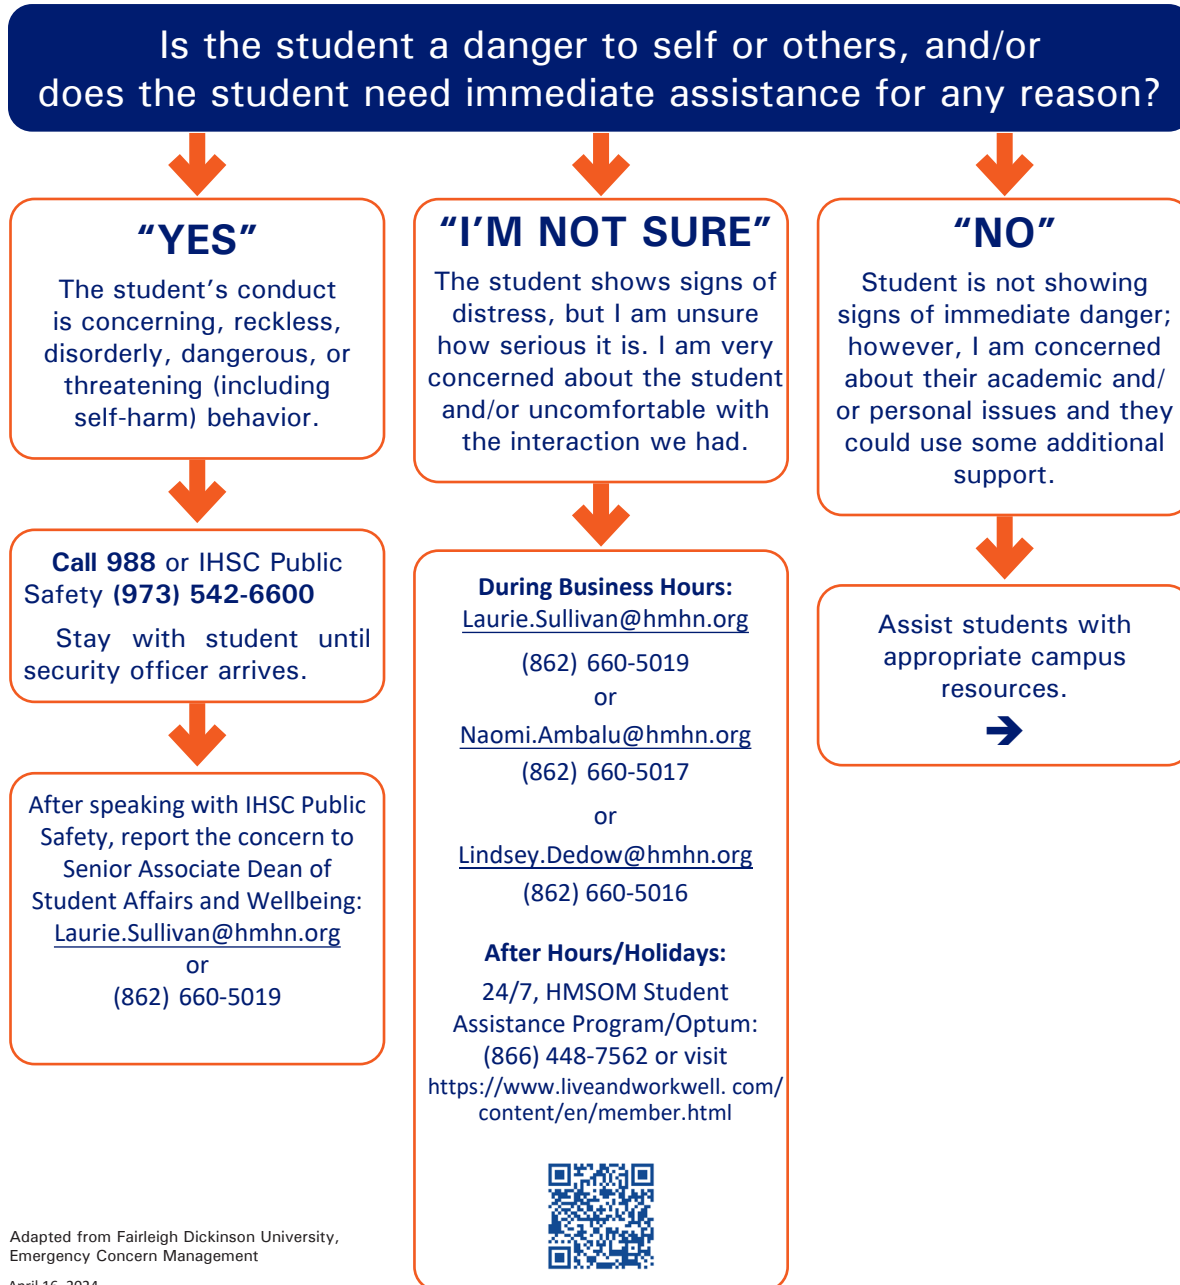 Is the student a danger to self or others, and/or
does the student need immediate assistance for any reason?
“YES”
The student’s conduct
is concerning, reckless,
disorderly, dangerous, or
threatening (including
self-harm) behavior.
Call 988 or IHSC Public
Safety (973) 542-6600
Stay with student until
security officer arrives.
After speaking with IHSC Public
Safety, report the concern to
Senior Associate Dean of
Student Affairs and Wellbeing:
Laurie.Sullivan@hmhn.org
or
(862) 660-5019
“I’M NOT SURE”
The student shows signs of
distress, but I am unsure
how serious it is. I am very
concerned about the student
and/or uncomfortable with
the interaction we had.
During Business Hours:
Laurie.Sullivan@hmhn.org
(862) 660-5019
or
Naomi.Ambalu@hmhn.org
(862) 660-5017
or
Lindsey.Dedow@hmhn.org
(862) 660-5016
After Hours/Holidays:
24/7, HMSOM Student
Assistance Program/Optum:
(866) 448-7562 or visit
https://www.liveandworkwell. com/
content/en/member.html
“NO”
Student is not showing
signs of immediate danger;
however, I am concerned
about their academic and/
or personal issues and they
could use some additional
support.
Assist students with
appropriate campus
resources.
Adapted from Fairleigh Dickinson University,
Emergency Concern Management
April 16, 2024